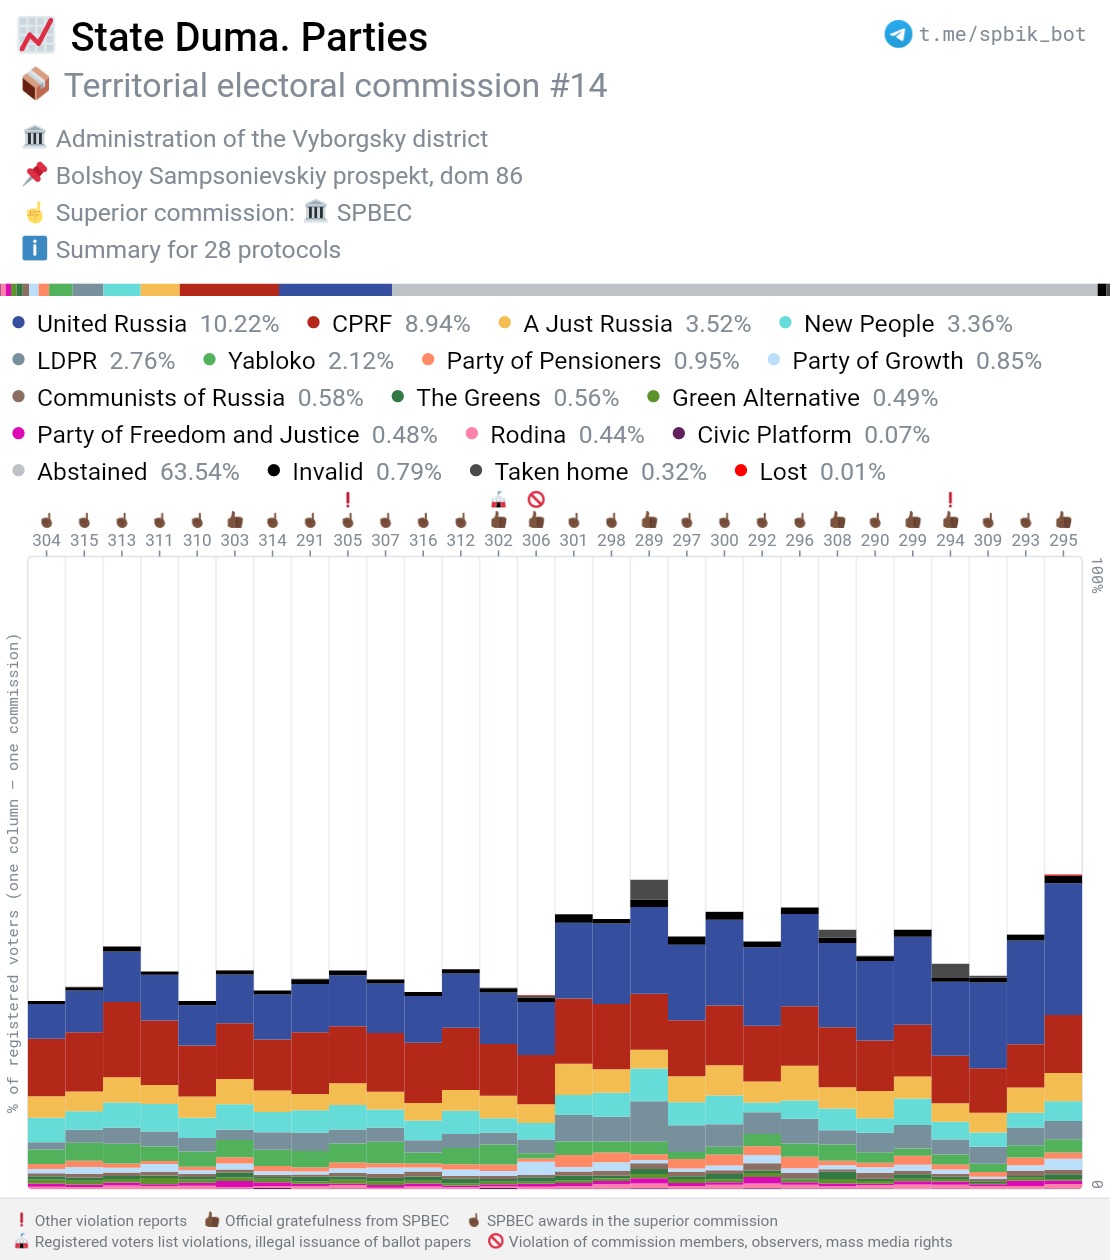 State Duma. Parties
t.me/spbik_bot
Territorial electoral commission #14
Administration of the Vyborgsky district
Bolshoy Sampsonievskiy prospekt, dom 86
Superior commission: SPBEC
Summary for 28 protocols
United Russia 10.22% CPRF 8.94% A Just Russia 3.52% New People 3.36%
LDPR 2.76% Yabloko 2.12% Party of Pensioners 0.95% Party of Growth 0.85%
Communists of Russia 0.58% The Greens 0.56% Green Alternative 0.49%
Party of Freedom and Justice 0.48% Rodina 0.44% Civic Platform 0.07%
Abstained 63.54% Invalid 0.79% Taken home 0.32% Lost 0.01%
304 315 313 311 310 303 314 291 305 307 316 312 302 306 301 298 289 297 300 292 296 308 290 299 294 309 293 295
100%
% of registered voters (one column – one commission)
0
Other violation reports Official gratefulness from SPBEC SPBEC awards in the superior commission
Registered voters list violations, illegal issuance of ballot papers Violation of commission members, observers, mass media rights